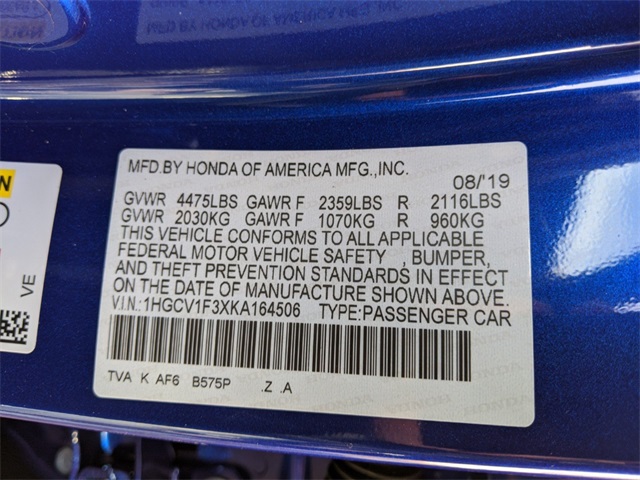 MFD.BY HONDA OF AMERICA MFG.,INC.
08/'19
GVWR 4475LBS GAWR F 2359LBS R 2116LBS
GVWR 2030KG GAWR F 1070KG R 960KG
THIS VEHICLE CONFORMS TO ALL APPLICABLE
FEDERAL MOTOR VEHICLE SAFETY , BUMPER,
AND THEFT PREVENTION STANDARDS IN EFFECT
ON THE DATE OF MANUFACTURE SHOWN ABOVE.
V.I.N.:1HGCV1F3XKA164506 TYPE:PASSENGER CAR
TVA K AF6 B575P .Z .A
VE